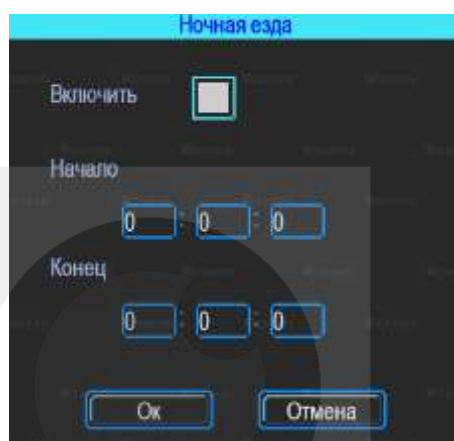 Ночная езда
Включить
Начало
0 : 0 : 0
Конец
0 : 0 : 0
Ок Отмена